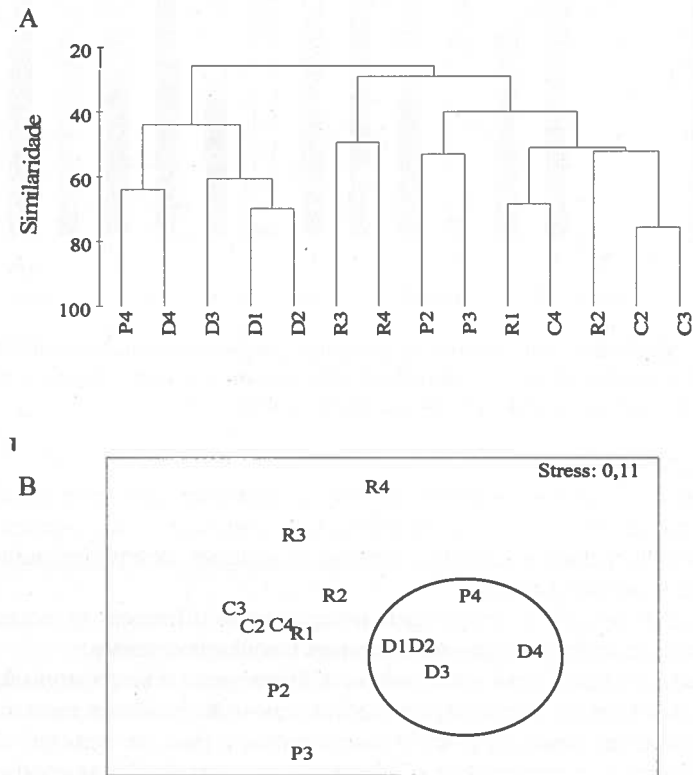 A
Similaridade
20
40
60
80
100
P4 D4 D3 D1 D2 R3 R4 P2 P3 R1 C4 R2 C2 C3
B
Stress: 0,11
R4
R3
R2 P4
C3
C2 C4 R1
D1 D2 D4
D3
P2
P3